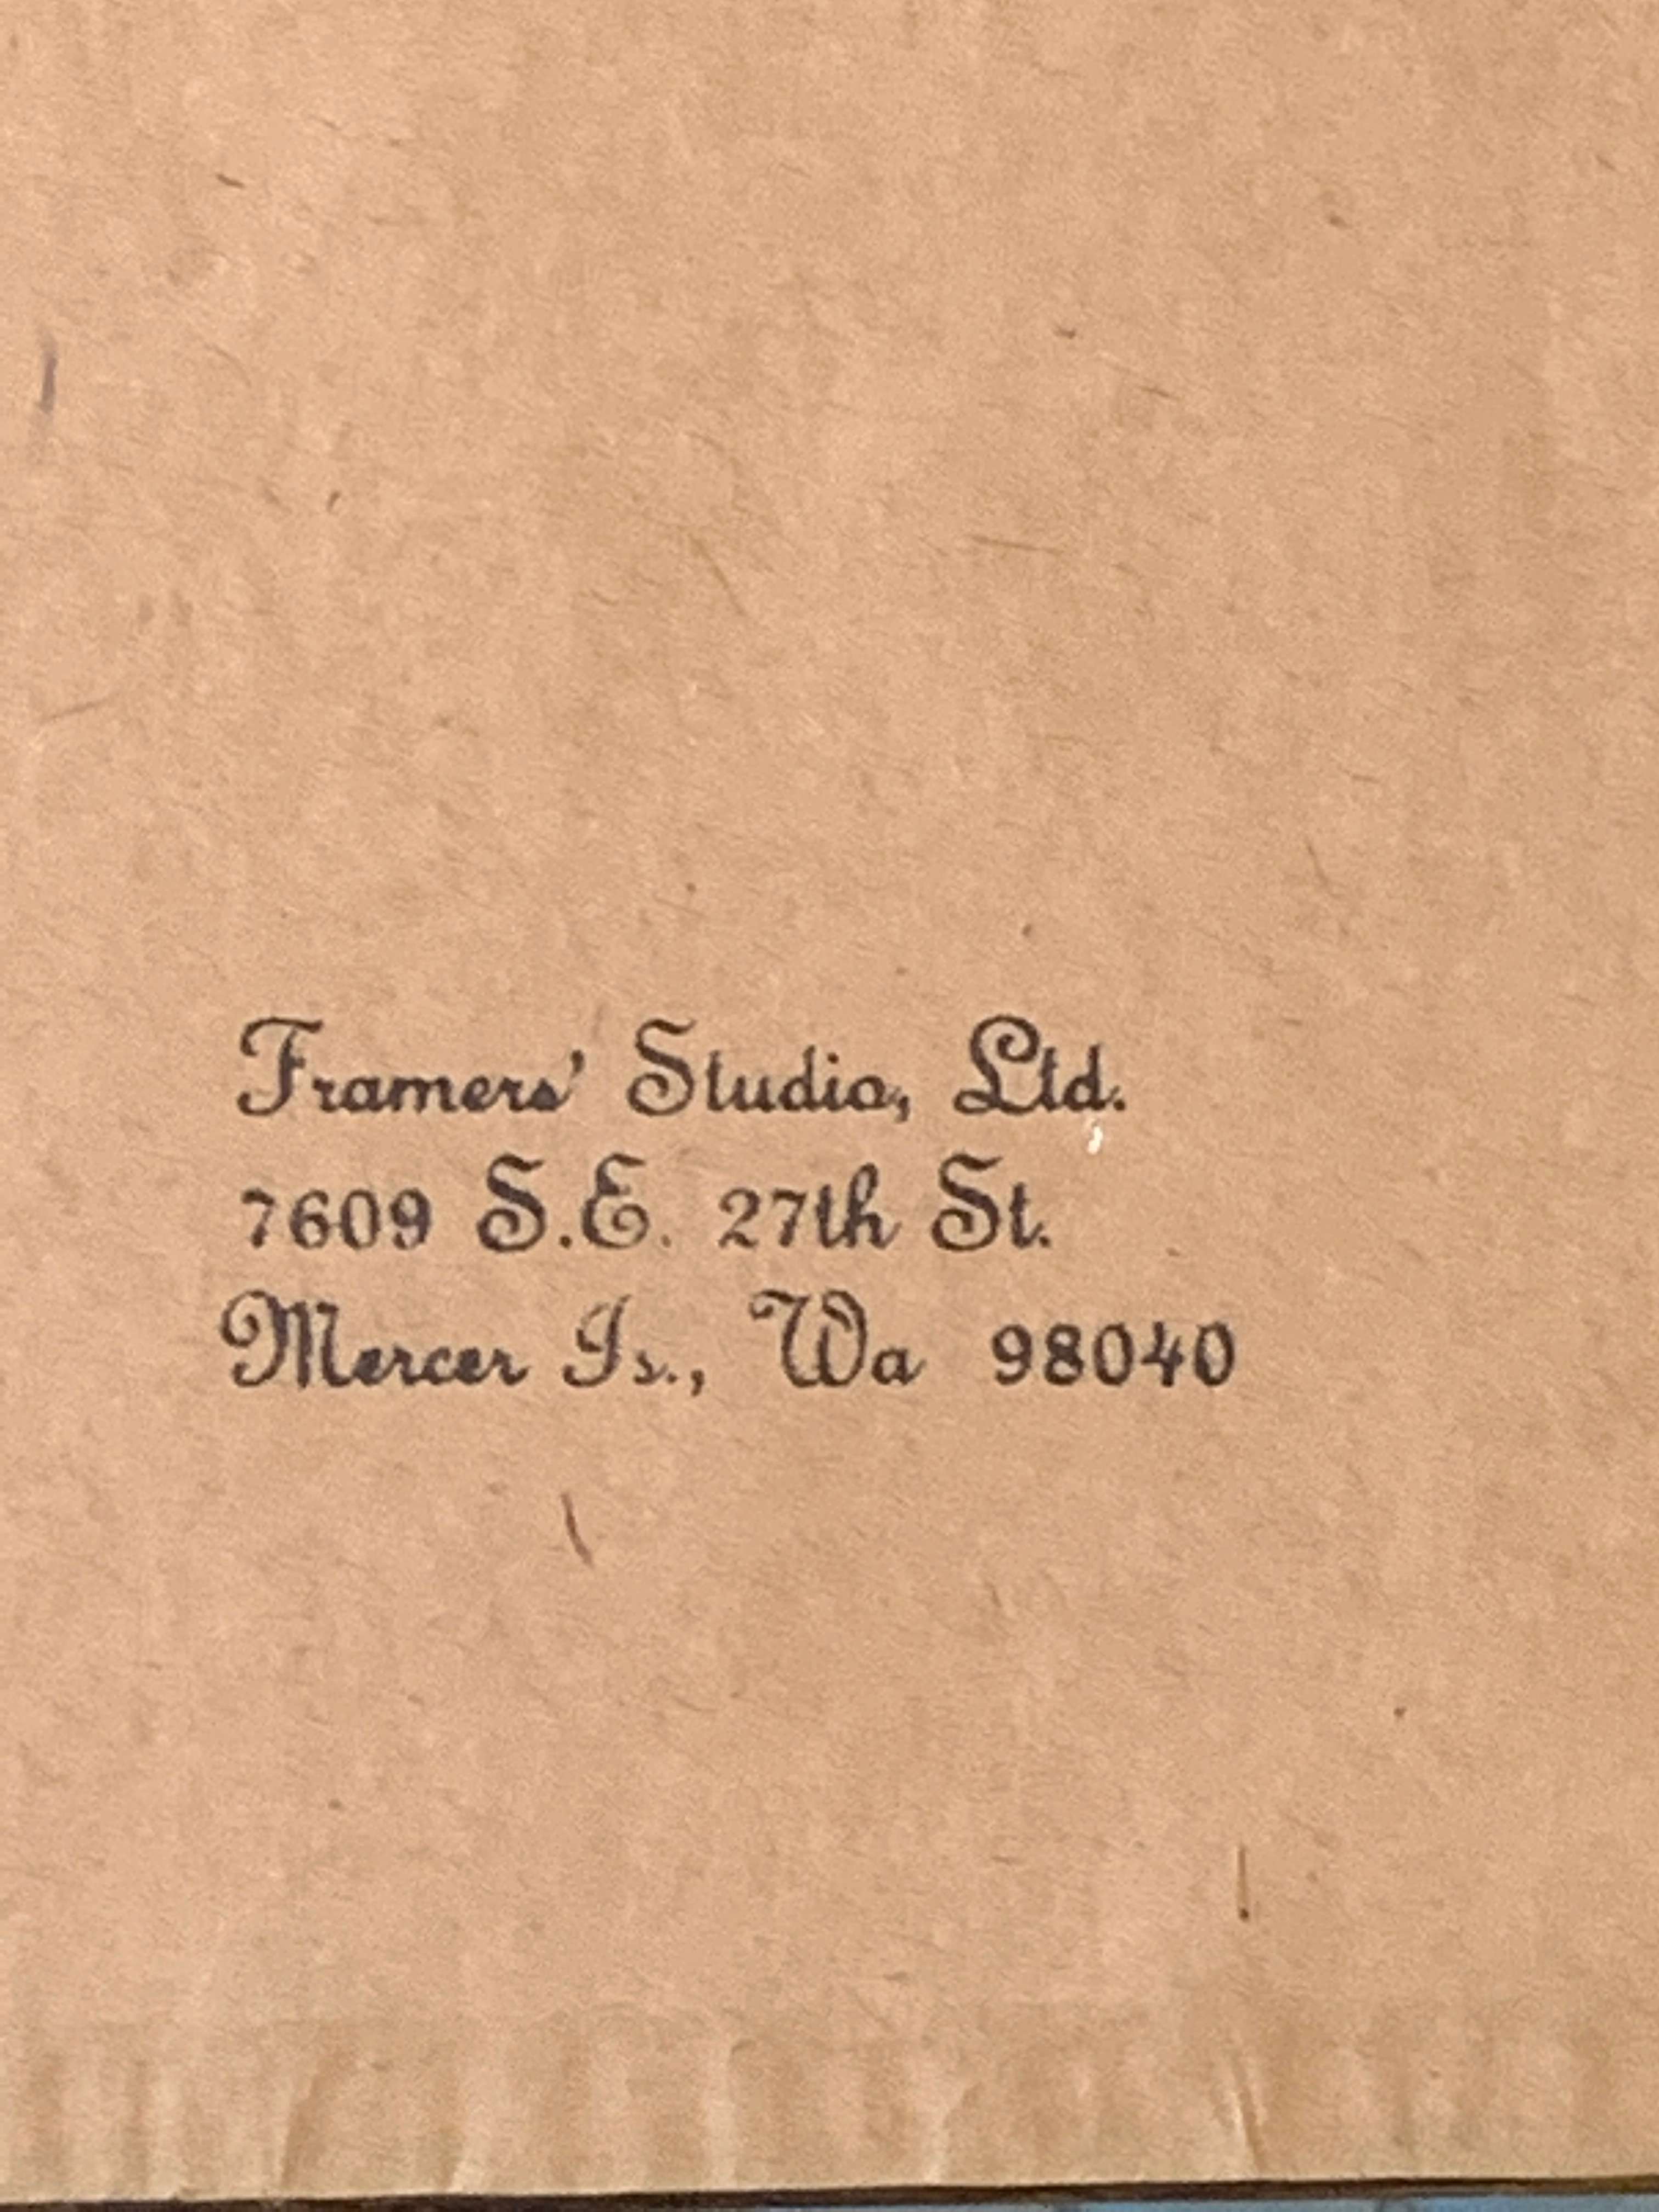 Framers' Studio, Ltd.
7609 S.E. 27th St.
Mercer Is., Wa 98040